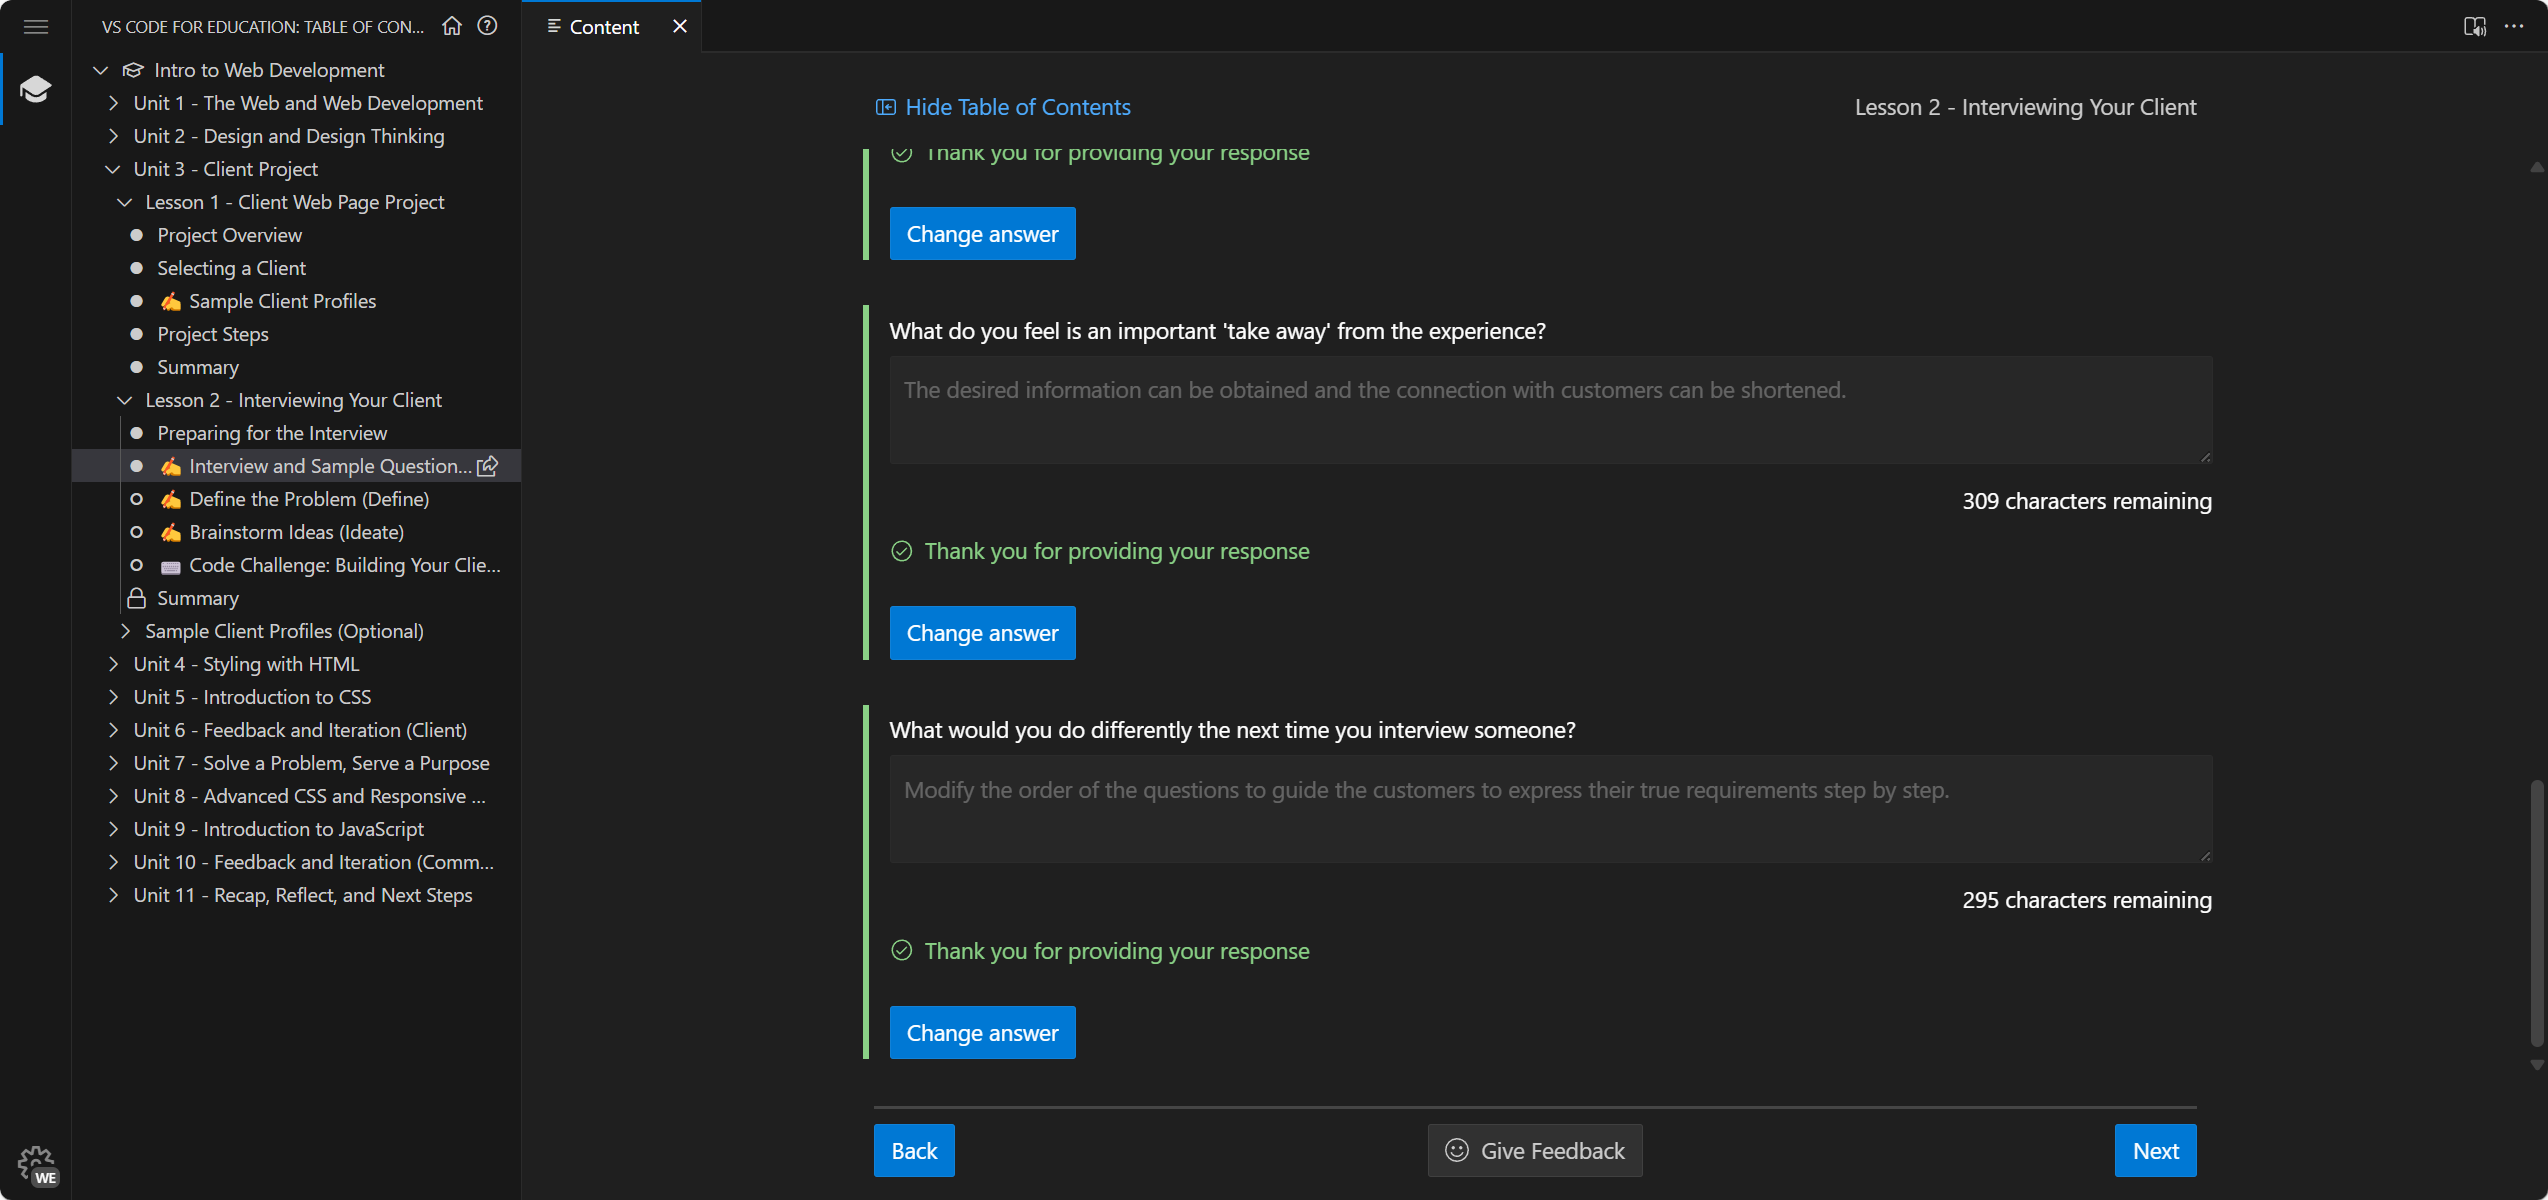 VS CODE FOR EDUCATION: TABLE OF CON...
Intro to Web Development
Unit 1 - The Web and Web Development
Unit 2 - Design and Design Thinking
Unit 3 - Client Project
Lesson 1 - Client Web Page Project
Project Overview
Selecting a Client
✍️ Sample Client Profiles
Project Steps
Summary
Lesson 2 - Interviewing Your Client
Preparing for the Interview
✍️ Interview and Sample Question...
✍️ Define the Problem (Define)
✍️ Brainstorm Ideas (Ideate)
⌨️ Code Challenge: Building Your Clie...
Summary
Sample Client Profiles (Optional)
Unit 4 - Styling with HTML
Unit 5 - Introduction to CSS
Unit 6 - Feedback and Iteration (Client)
Unit 7 - Solve a Problem, Serve a Purpose
Unit 8 - Advanced CSS and Responsive ...
Unit 9 - Introduction to JavaScript
Unit 10 - Feedback and Iteration (Comm...
Unit 11 - Recap, Reflect, and Next Steps
WE
Content
Hide Table of Contents
Lesson 2 - Interviewing Your Client
Thank you for providing your response
Change answer
What do you feel is an important 'take away' from the experience?
The desired information can be obtained and the connection with customers can be shortened.
309 characters remaining
Thank you for providing your response
Change answer
What would you do differently the next time you interview someone?
Modify the order of the questions to guide the customers to express their true requirements step by step.
295 characters remaining
Thank you for providing your response
Change answer
Back
Give Feedback
Next